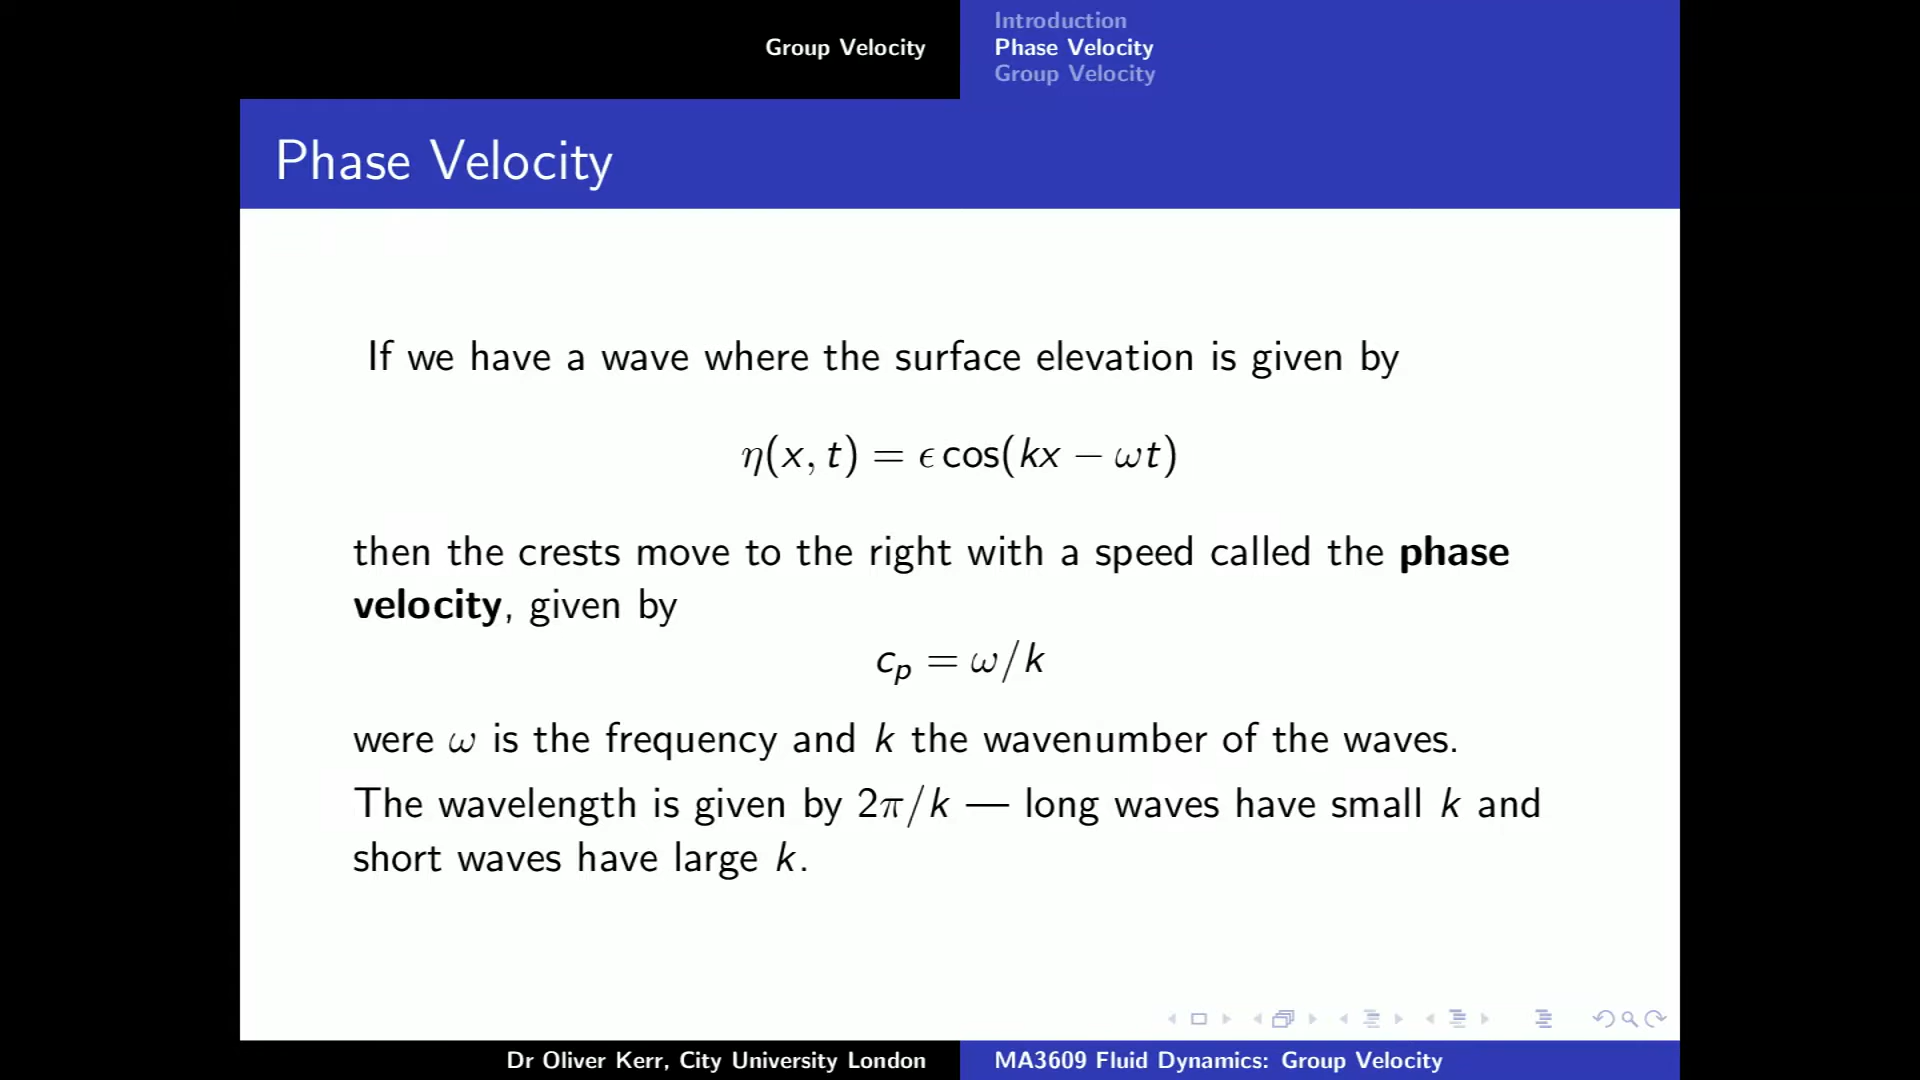 Group Velocity
Introduction
Phase Velocity
Group Velocity
Phase Velocity
If we have a wave where the surface elevation is given by
η(x, t) = ϵ cos(kx − ωt)
then the crests move to the right with a speed called the phase
velocity, given by
cₚ = ω/k
were ω is the frequency and k the wavenumber of the waves.
The wavelength is given by 2π/k — long waves have small k and
short waves have large k.
Dr Oliver Kerr, City University London
MA3609 Fluid Dynamics: Group Velocity